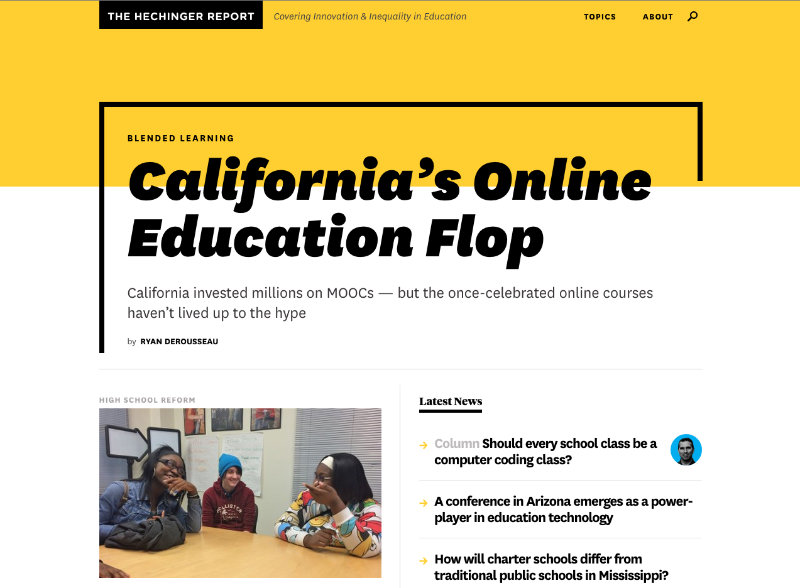 THE HECHINGER REPORT
Covering Innovation & Inequality in Education
TOPICS
ABOUT
BLENDED LEARNING
California’s Online
Education Flop
California invested millions on MOOCs — but the once-celebrated online courses
haven’t lived up to the hype
by RYAN DEROUSSEAU
HIGH SCHOOL REFORM
Latest News
Column Should every school class be a
computer coding class?
A conference in Arizona emerges as a power-
player in education technology
How will charter schools differ from
traditional public schools in Mississippi?